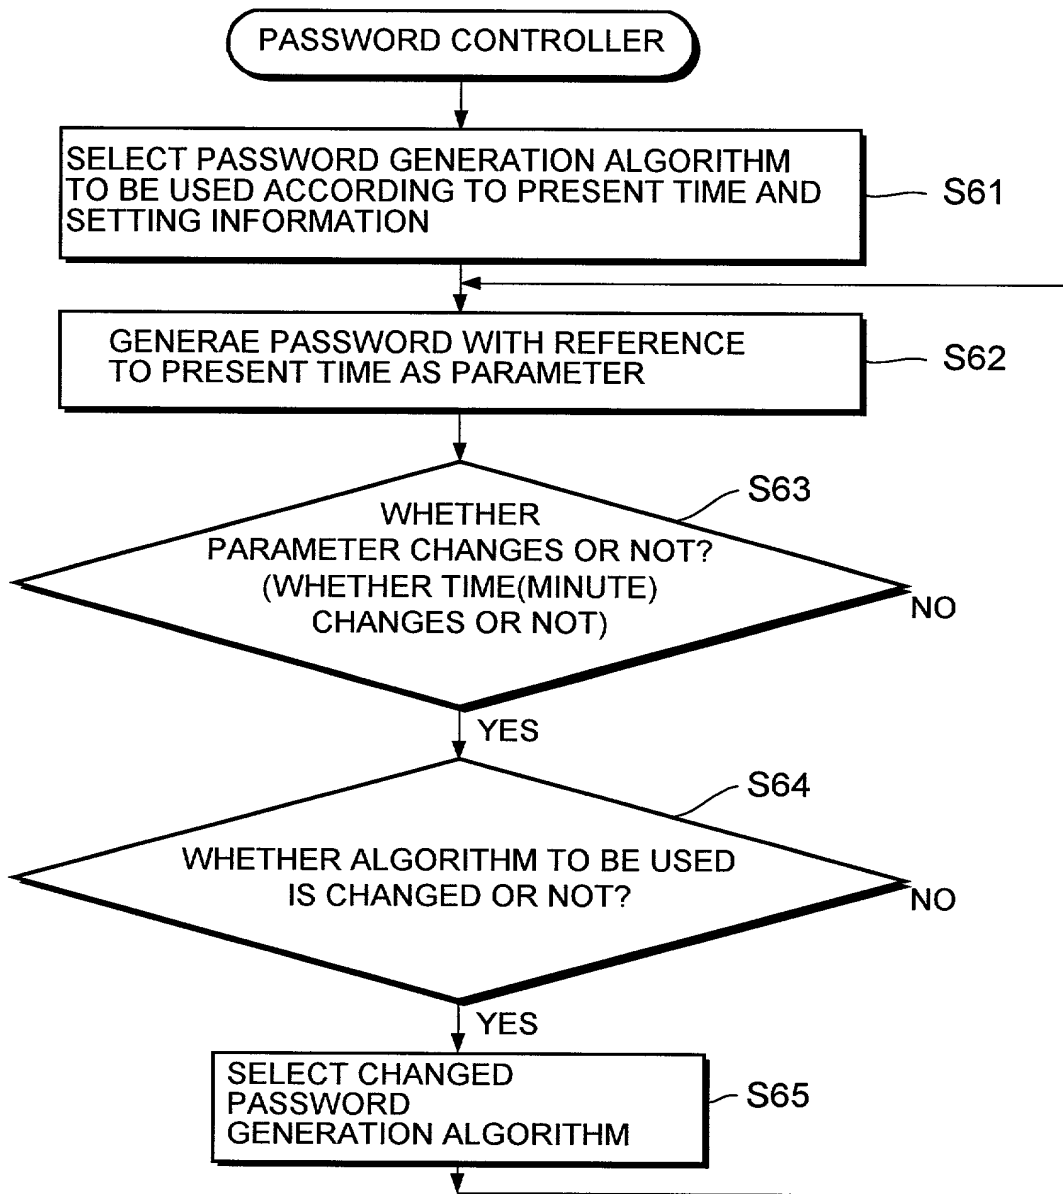 PASSWORD CONTROLLER
SELECT PASSWORD GENERATION ALGORITHM
TO BE USED ACCORDING TO PRESENT TIME AND
SETTING INFORMATION
S61
GENERAE PASSWORD WITH REFERENCE
TO PRESENT TIME AS PARAMETER
S62
S63
WHETHER
PARAMETER CHANGES OR NOT?
(WHETHER TIME(MINUTE)
CHANGES OR NOT)
NO
YES
S64
WHETHER ALGORITHM TO BE USED
IS CHANGED OR NOT?
NO
YES
SELECT CHANGED
PASSWORD
GENERATION ALGORITHM
S65